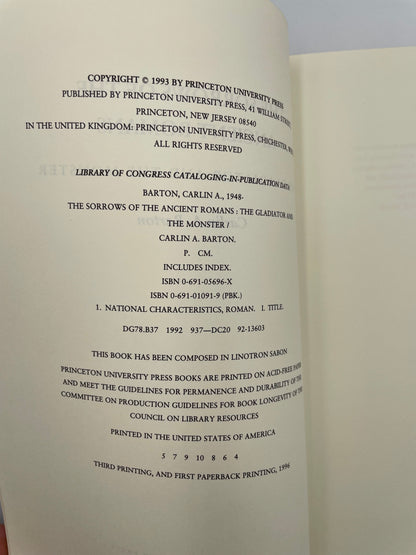 COPYRIGHT © 1993 BY PRINCETON UNIVERSITY PRESS
PUBLISHED BY PRINCETON UNIVERSITY PRESS, 41 WILLIAM STREET,
PRINCETON, NEW JERSEY 08540
IN THE UNITED KINGDOM: PRINCETON UNIVERSITY PRESS, CHICHESTER,
ALL RIGHTS RESERVED
LIBRARY OF CONGRESS CATALOGING-IN-PUBLICATION DATA
BARTON, CARLIN A., 1948-
THE SORROWS OF THE ANCIENT ROMANS : THE GLADIATOR AND
THE MONSTER /
CARLIN A. BARTON.
P. CM.
INCLUDES INDEX.
ISBN 0-691-05696-X
ISBN 0-691-01091-9 (PBK.)
1. NATIONAL CHARACTERISTICS, ROMAN. I. TITLE.
DG78.B37 1992 937—DC20 92-13603
THIS BOOK HAS BEEN COMPOSED IN LINOTRON SABON
PRINCETON UNIVERSITY PRESS BOOKS ARE PRINTED ON ACID-FREE PAPER
AND MEET THE GUIDELINES FOR PERMANENCE AND DURABILITY OF THE
COMMITTEE ON PRODUCTION GUIDELINES FOR BOOK LONGEVITY OF THE
COUNCIL ON LIBRARY RESOURCES
PRINTED IN THE UNITED STATES OF AMERICA
5 7 9 10 8 6 4
THIRD PRINTING, AND FIRST PAPERBACK PRINTING, 1996